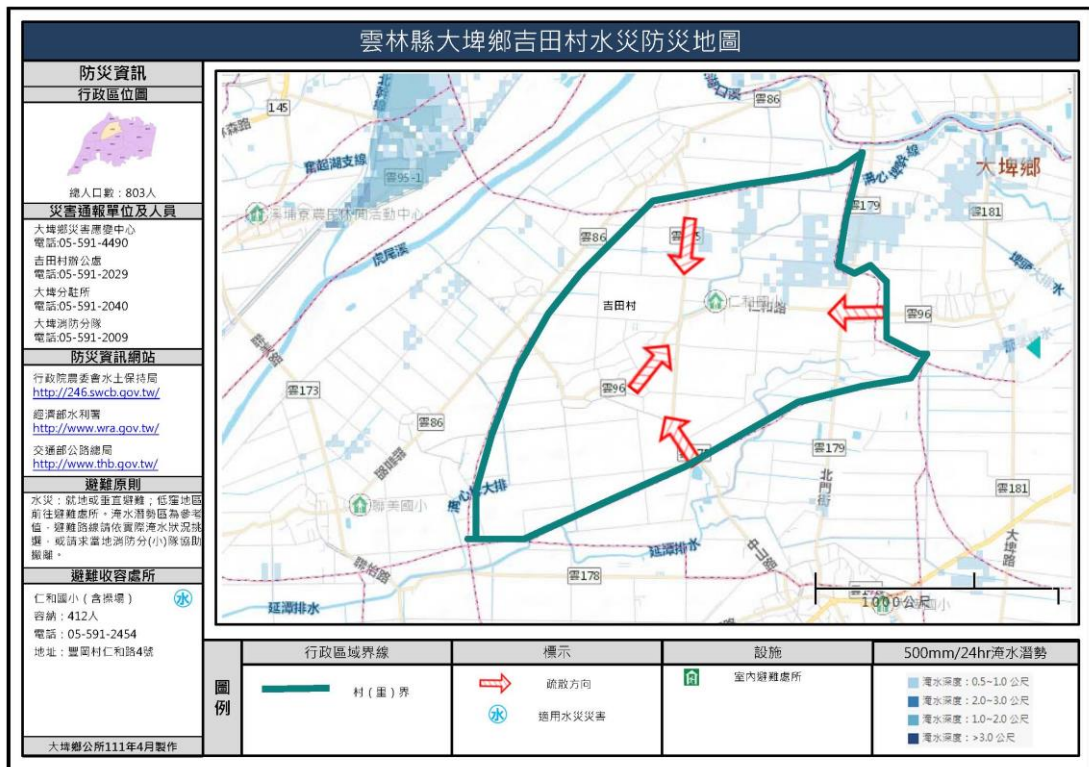 雲林縣大埤鄉吉田村水災防災地圖
防災資訊
行政區位圖
總人口數：803人
災害通報單位及人員
大埤鄉災害應變中心
電話:05-591-4490
吉田村辦公處
電話:05-591-2029
大埤分駐所
電話:05-591-2040
大埤消防分隊
電話:05-591-2009
防災資訊網站
行政院農委會水土保持局
http://246.swcb.gov.tw/
經濟部水利署
http://www.wra.gov.tw/
交通部公路總局
http://www.thb.gov.tw/
避難原則
水災：就地或垂直避難；低窪地區
前往避難處所。淹水潛勢區為參考
值，避難路線請依實際淹水狀況挑
選，或請求當地消防分(小)隊協助
撤離。
避難收容處所
仁和國小（含操場） 水
容納：412人
電話：05-591-2454
地址：豐岡村仁和路4號
大埤鄉公所111年4月製作
145
雲86
奮起湖支線
雲95-1
溪埔寮農民休閒活動中心
虎尾溪
雲86
大埤鄉
雲179
雲181
吉田村
仁和路
雲96
雲96
雲173
雲86
聯美國小
雲179
北門街
雲181
大埤路
延潭排水
中山路
雲178
延潭排水
1000公尺
圖例
行政區域界線
村（里）界
標示
疏散方向
水 適用水災災害
設施
室內避難處所
500mm/24hr淹水潛勢
淹水深度：0.5~1.0 公尺
淹水深度：2.0~3.0 公尺
淹水深度：1.0~2.0 公尺
淹水深度：>3.0 公尺